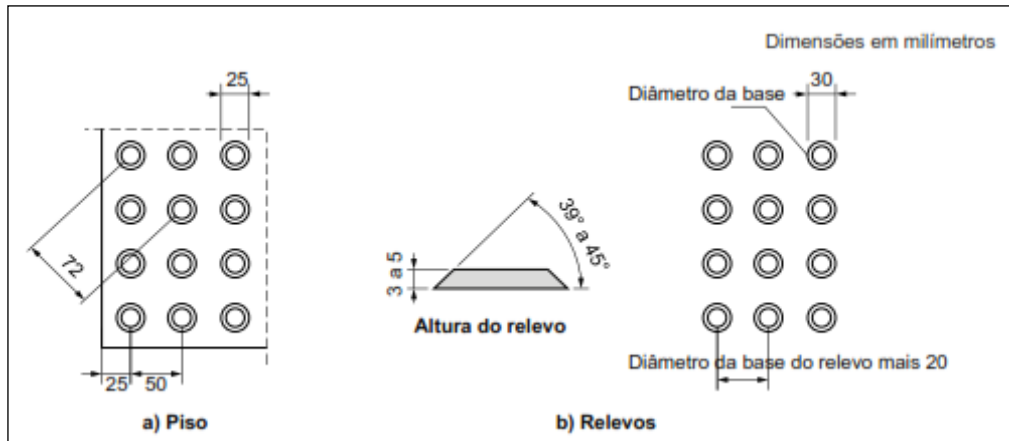 Dimensões em milímetros
25
72
25
50
a) Piso
39° a 45°
3 a 5
Altura do relevo
Diâmetro da base
30
Diâmetro da base do relevo mais 20
b) Relevos